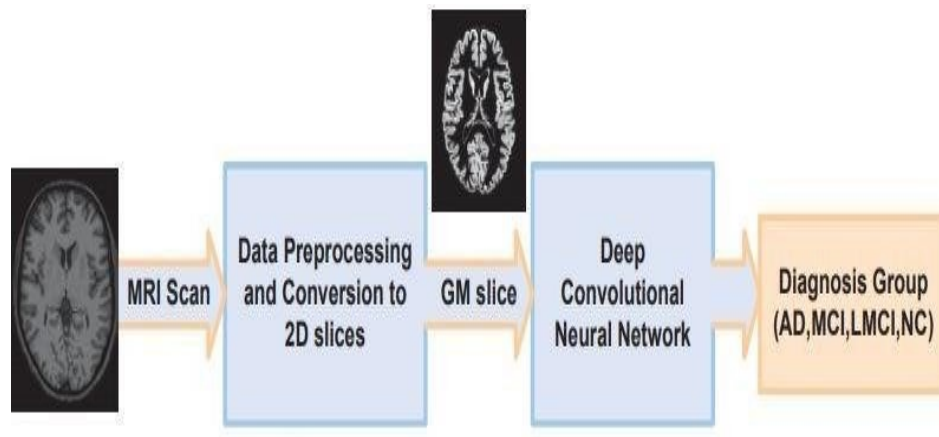 MRI Scan
Data Preprocessing
and Conversion to
2D slices
GM slice
Deep
Convolutional
Neural Network
Diagnosis Group
(AD,MCI,LMCI,NC)